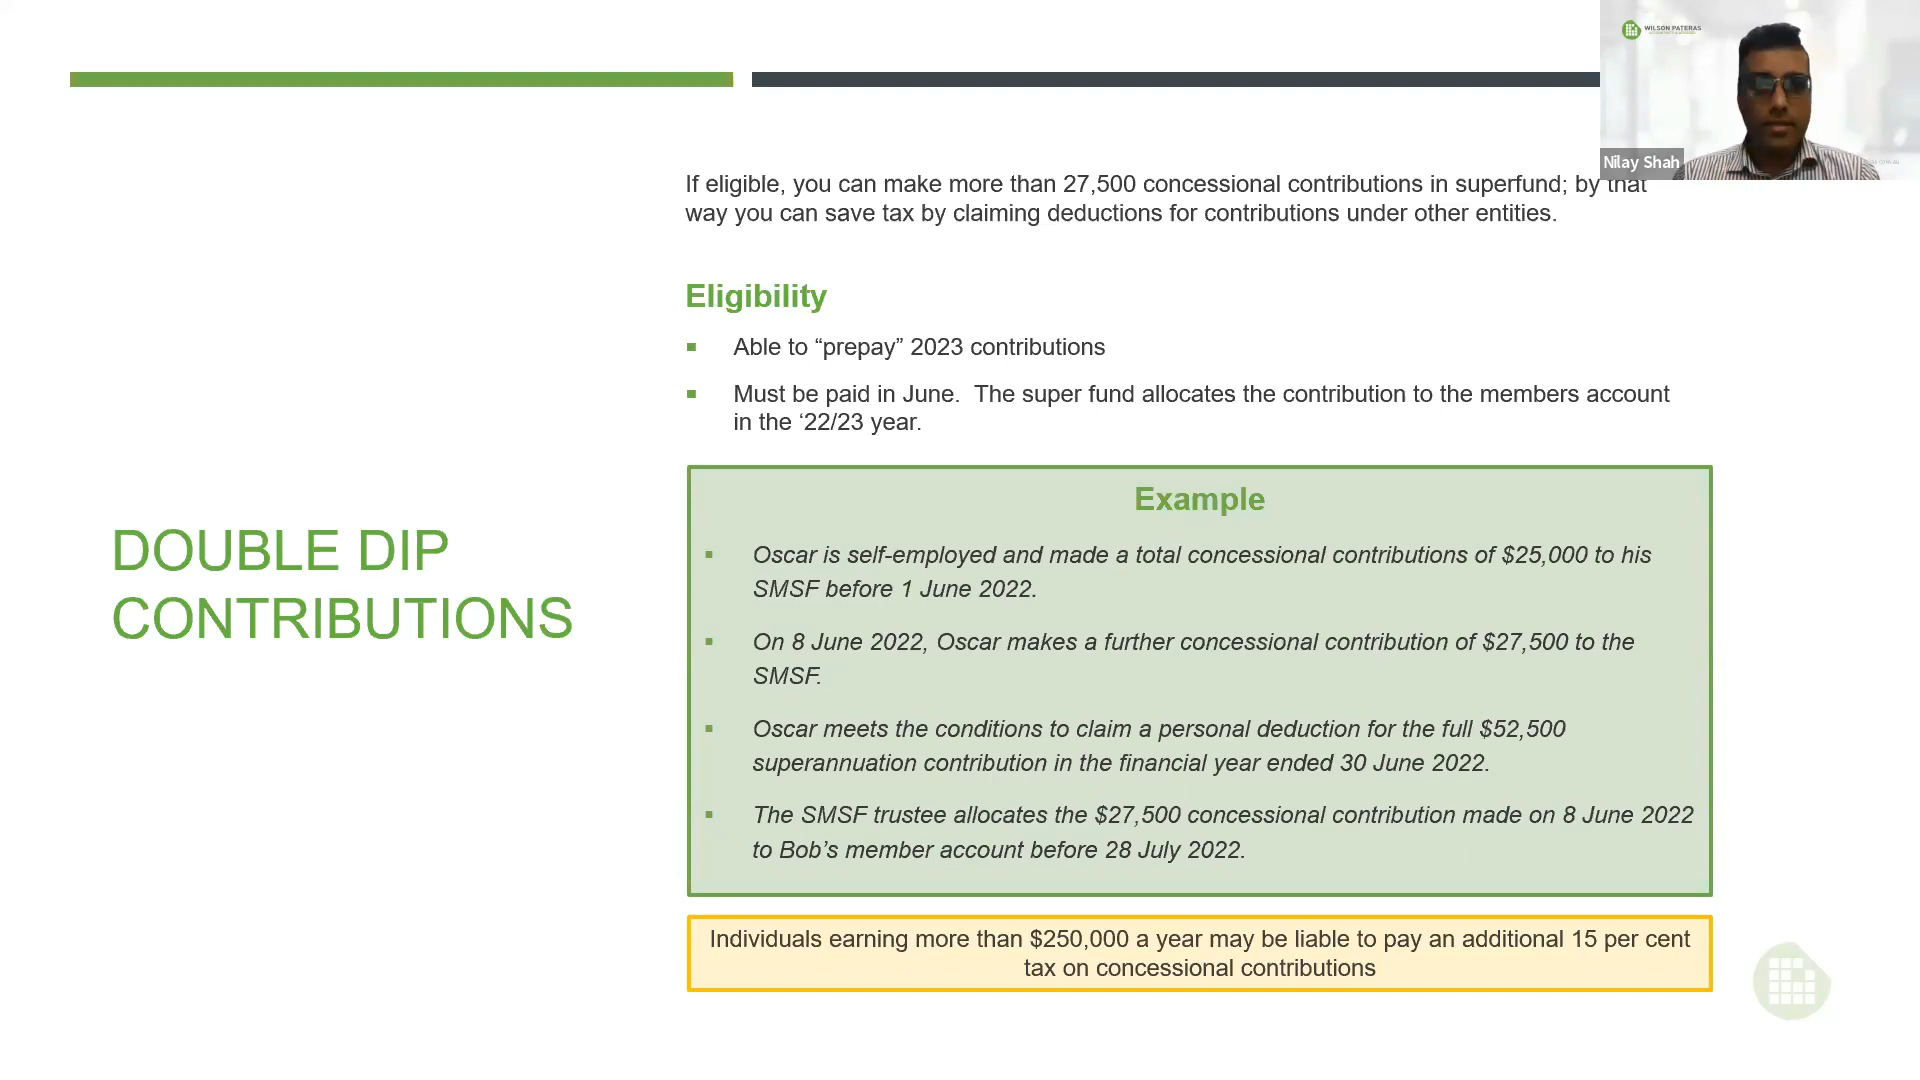 WILSON PATERAS
Nilay Shah
If eligible, you can make more than 27,500 concessional contributions in superfund; by that
way you can save tax by claiming deductions for contributions under other entities.
Eligibility
Able to “prepay” 2023 contributions
Must be paid in June.  The super fund allocates the contribution to the members account
in the ‘22/23 year.
DOUBLE DIP
CONTRIBUTIONS
Example
Oscar is self-employed and made a total concessional contributions of $25,000 to his
SMSF before 1 June 2022.
On 8 June 2022, Oscar makes a further concessional contribution of $27,500 to the
SMSF.
Oscar meets the conditions to claim a personal deduction for the full $52,500
superannuation contribution in the financial year ended 30 June 2022.
The SMSF trustee allocates the $27,500 concessional contribution made on 8 June 2022
to Bob’s member account before 28 July 2022.
Individuals earning more than $250,000 a year may be liable to pay an additional 15 per cent
tax on concessional contributions